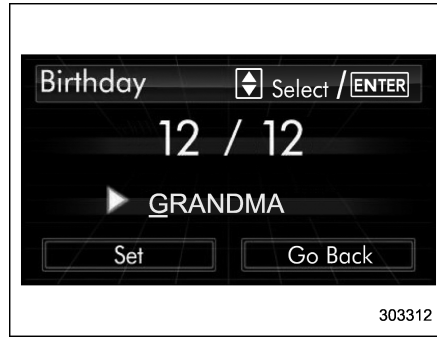 Birthday Select / ENTER
12 / 12
GRANDMA
Set Go Back
303312